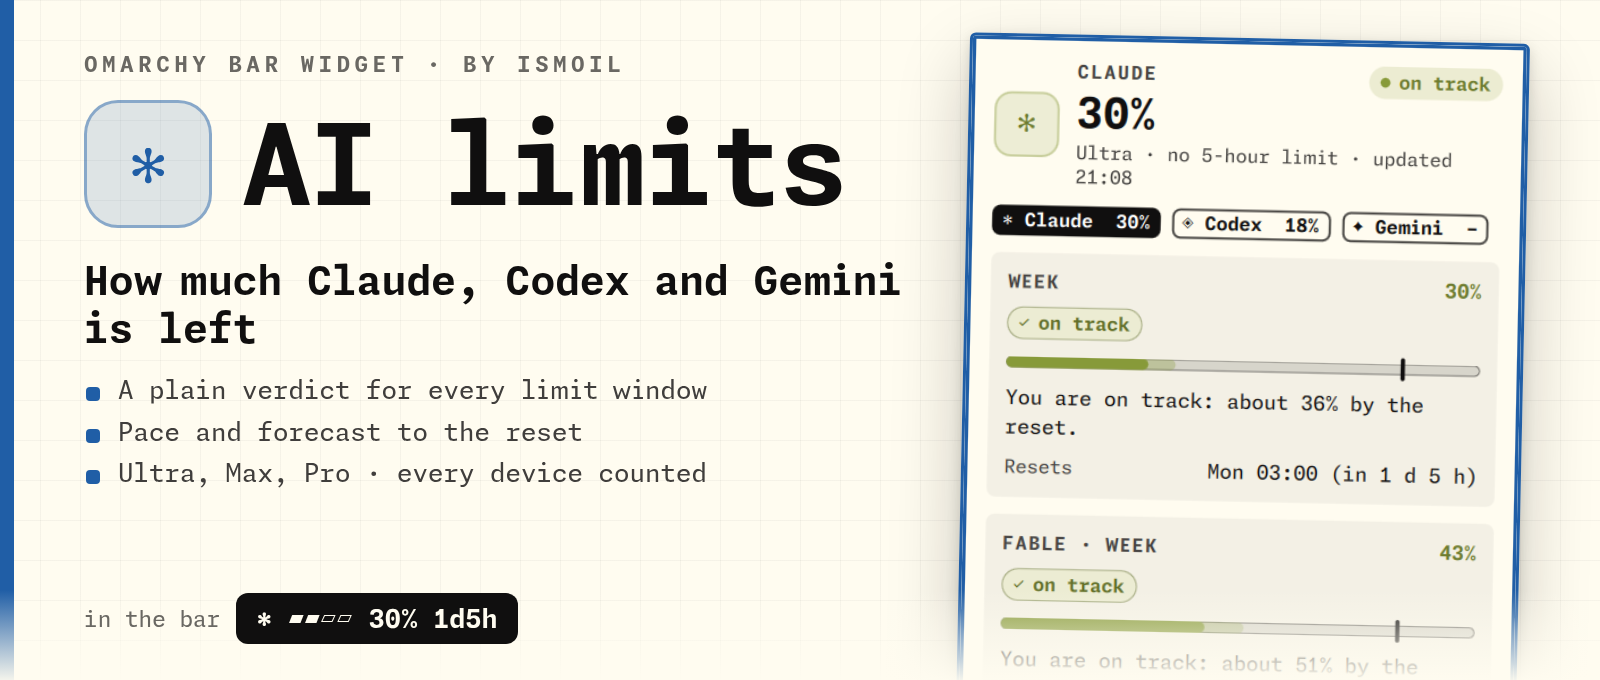 OMARCHY BAR WIDGET · BY ISMOIL
AI limits
How much Claude, Codex and Gemini
is left
A plain verdict for every limit window
Pace and forecast to the reset
Ultra, Max, Pro · every device counted
in the bar
30% 1d5h
CLAUDE
on track
30%
Ultra · no 5-hour limit · updated
21:08
Claude 30%
Codex 18%
Gemini –
WEEK
30%
✓ on track
You are on track: about 36% by the
reset.
Resets
Mon 03:00 (in 1 d 5 h)
FABLE · WEEK
43%
✓ on track
You are on track: about 51% by the